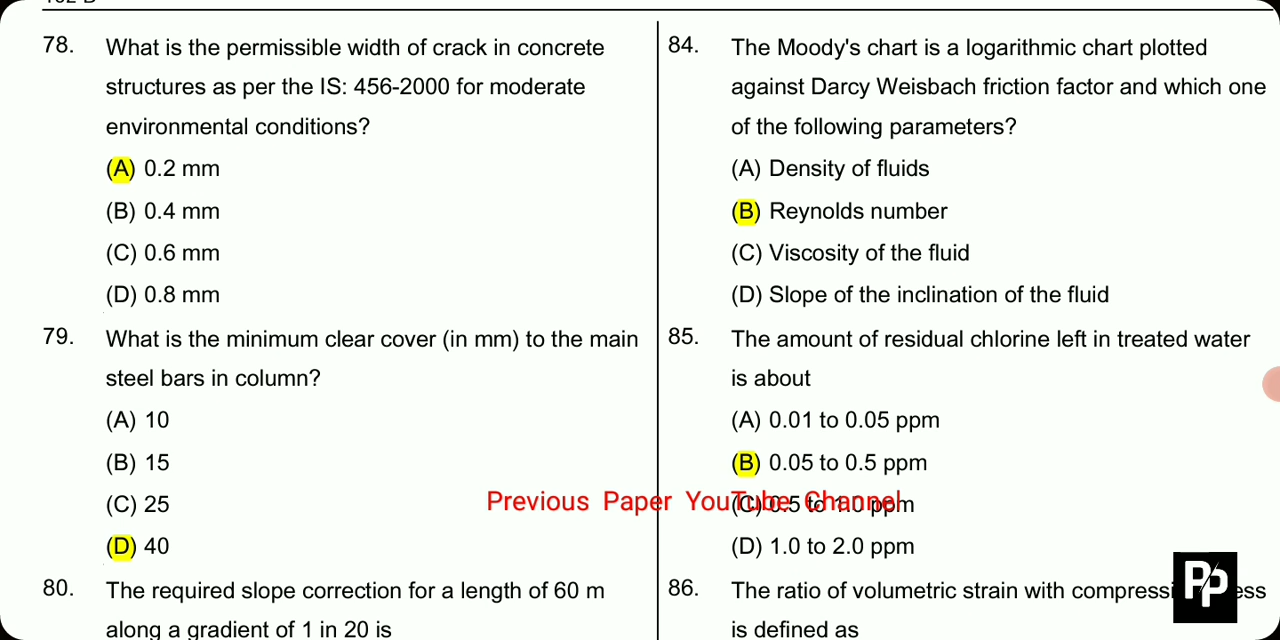 78. What is the permissible width of crack in concrete
structures as per the IS: 456-2000 for moderate
environmental conditions?
(A) 0.2 mm
(B) 0.4 mm
(C) 0.6 mm
(D) 0.8 mm
79. What is the minimum clear cover (in mm) to the main
steel bars in column?
(A) 10
(B) 15
(C) 25
(D) 40
80. The required slope correction for a length of 60 m
along a gradient of 1 in 20 is
84. The Moody's chart is a logarithmic chart plotted
against Darcy Weisbach friction factor and which one
of the following parameters?
(A) Density of fluids
(B) Reynolds number
(C) Viscosity of the fluid
(D) Slope of the inclination of the fluid
85. The amount of residual chlorine left in treated water
is about
(A) 0.01 to 0.05 ppm
(B) 0.05 to 0.5 ppm
(C) 0.5 to 1.0 ppm
(D) 1.0 to 2.0 ppm
86. The ratio of volumetric strain with
is defined as
Previous Paper YouTube Channel
Pp